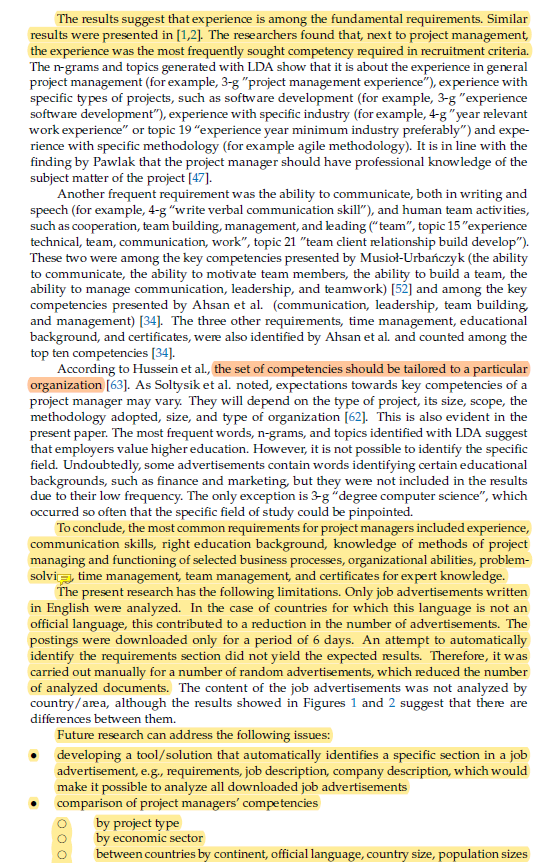 The results suggest that experience is among the fundamental requirements. Similar
results were presented in [1,2]. The researchers found that, next to project management,
the experience was the most frequently sought competency required in recruitment criteria.
The n-grams and topics generated with LDA show that it is about the experience in general
project management (for example, 3-g "project management experience"), experience with
specific types of projects, such as software development (for example, 3-g "experience
software development"), experience with specific industry (for example, 4-g "year relevant
work experience" or topic 19 "experience year minimum industry preferably") and expe-
rience with specific methodology (for example agile methodology). It is in line with the
finding by Pawlak that the project manager should have professional knowledge of the
subject matter of the project [47].
Another frequent requirement was the ability to communicate, both in writing and
speech (for example, 4-g "write verbal communication skill"), and human team activities,
such as cooperation, team building, management, and leading ("team", topic 15 "experience
technical, team, communication, work", topic 21 "team client relationship build develop").
These two were among the key competencies presented by Musioł-Urbańczyk (the ability
to communicate, the ability to motivate team members, the ability to build a team, the
ability to manage communication, leadership, and teamwork) [52] and among the key
competencies presented by Ahsan et al. (communication, leadership, team building,
and management) [34]. The three other requirements, time management, educational
background, and certificates, were also identified by Ahsan et al. and counted among the
top ten competencies [34].
According to Hussein et al., the set of competencies should be tailored to a particular
organization [63]. As Soltysik et al. noted, expectations towards key competencies of a
project manager may vary. They will depend on the type of project, its size, scope, the
methodology adopted, size, and type of organization [62]. This is also evident in the
present paper. The most frequent words, n-grams, and topics identified with LDA suggest
that employers value higher education. However, it is not possible to identify the specific
field. Undoubtedly, some advertisements contain words identifying certain educational
backgrounds, such as finance and marketing, but they were not included in the results
due to their low frequency. The only exception is 3-g "degree computer science", which
occurred so often that the specific field of study could be pinpointed.
To conclude, the most common requirements for project managers included experience,
communication skills, right education background, knowledge of methods of project
managing and functioning of selected business processes, organizational abilities, problem-
solvi time management, team management, and certificates for expert knowledge.
The present research has the following limitations. Only job advertisements written
in English were analyzed. In the case of countries for which this language is not an
official language, this contributed to a reduction in the number of advertisements. The
postings were downloaded only for a period of 6 days. An attempt to automatically
identify the requirements section did not yield the expected results. Therefore, it was
carried out manually for a number of random advertisements, which reduced the number
of analyzed documents. The content of the job advertisements was not analyzed by
country/area, although the results showed in Figures 1 and 2 suggest that there are
differences between them.
Future research can address the following issues:
● developing a tool/solution that automatically identifies a specific section in a job
advertisement, e.g., requirements, job description, company description, which would
make it possible to analyze all downloaded job advertisements
● comparison of project managers' competencies
○ by project type
○ by economic sector
○ between countries by continent, official language, country size, population sizes